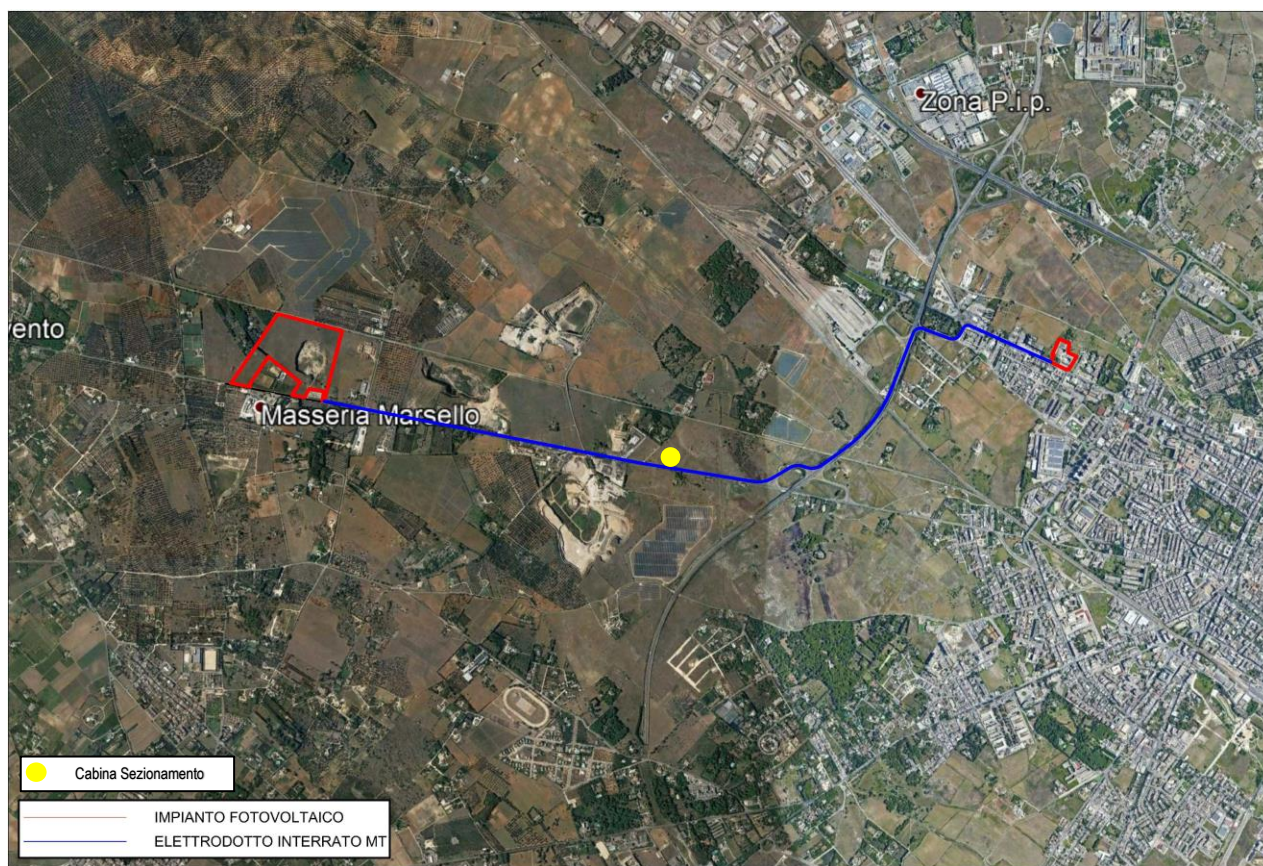 Zona P.i.p.
vento
Masseria Marsello
Cabina Sezionamento
IMPIANTO FOTOVOLTAICO
ELETTRODOTTO INTERRATO MT